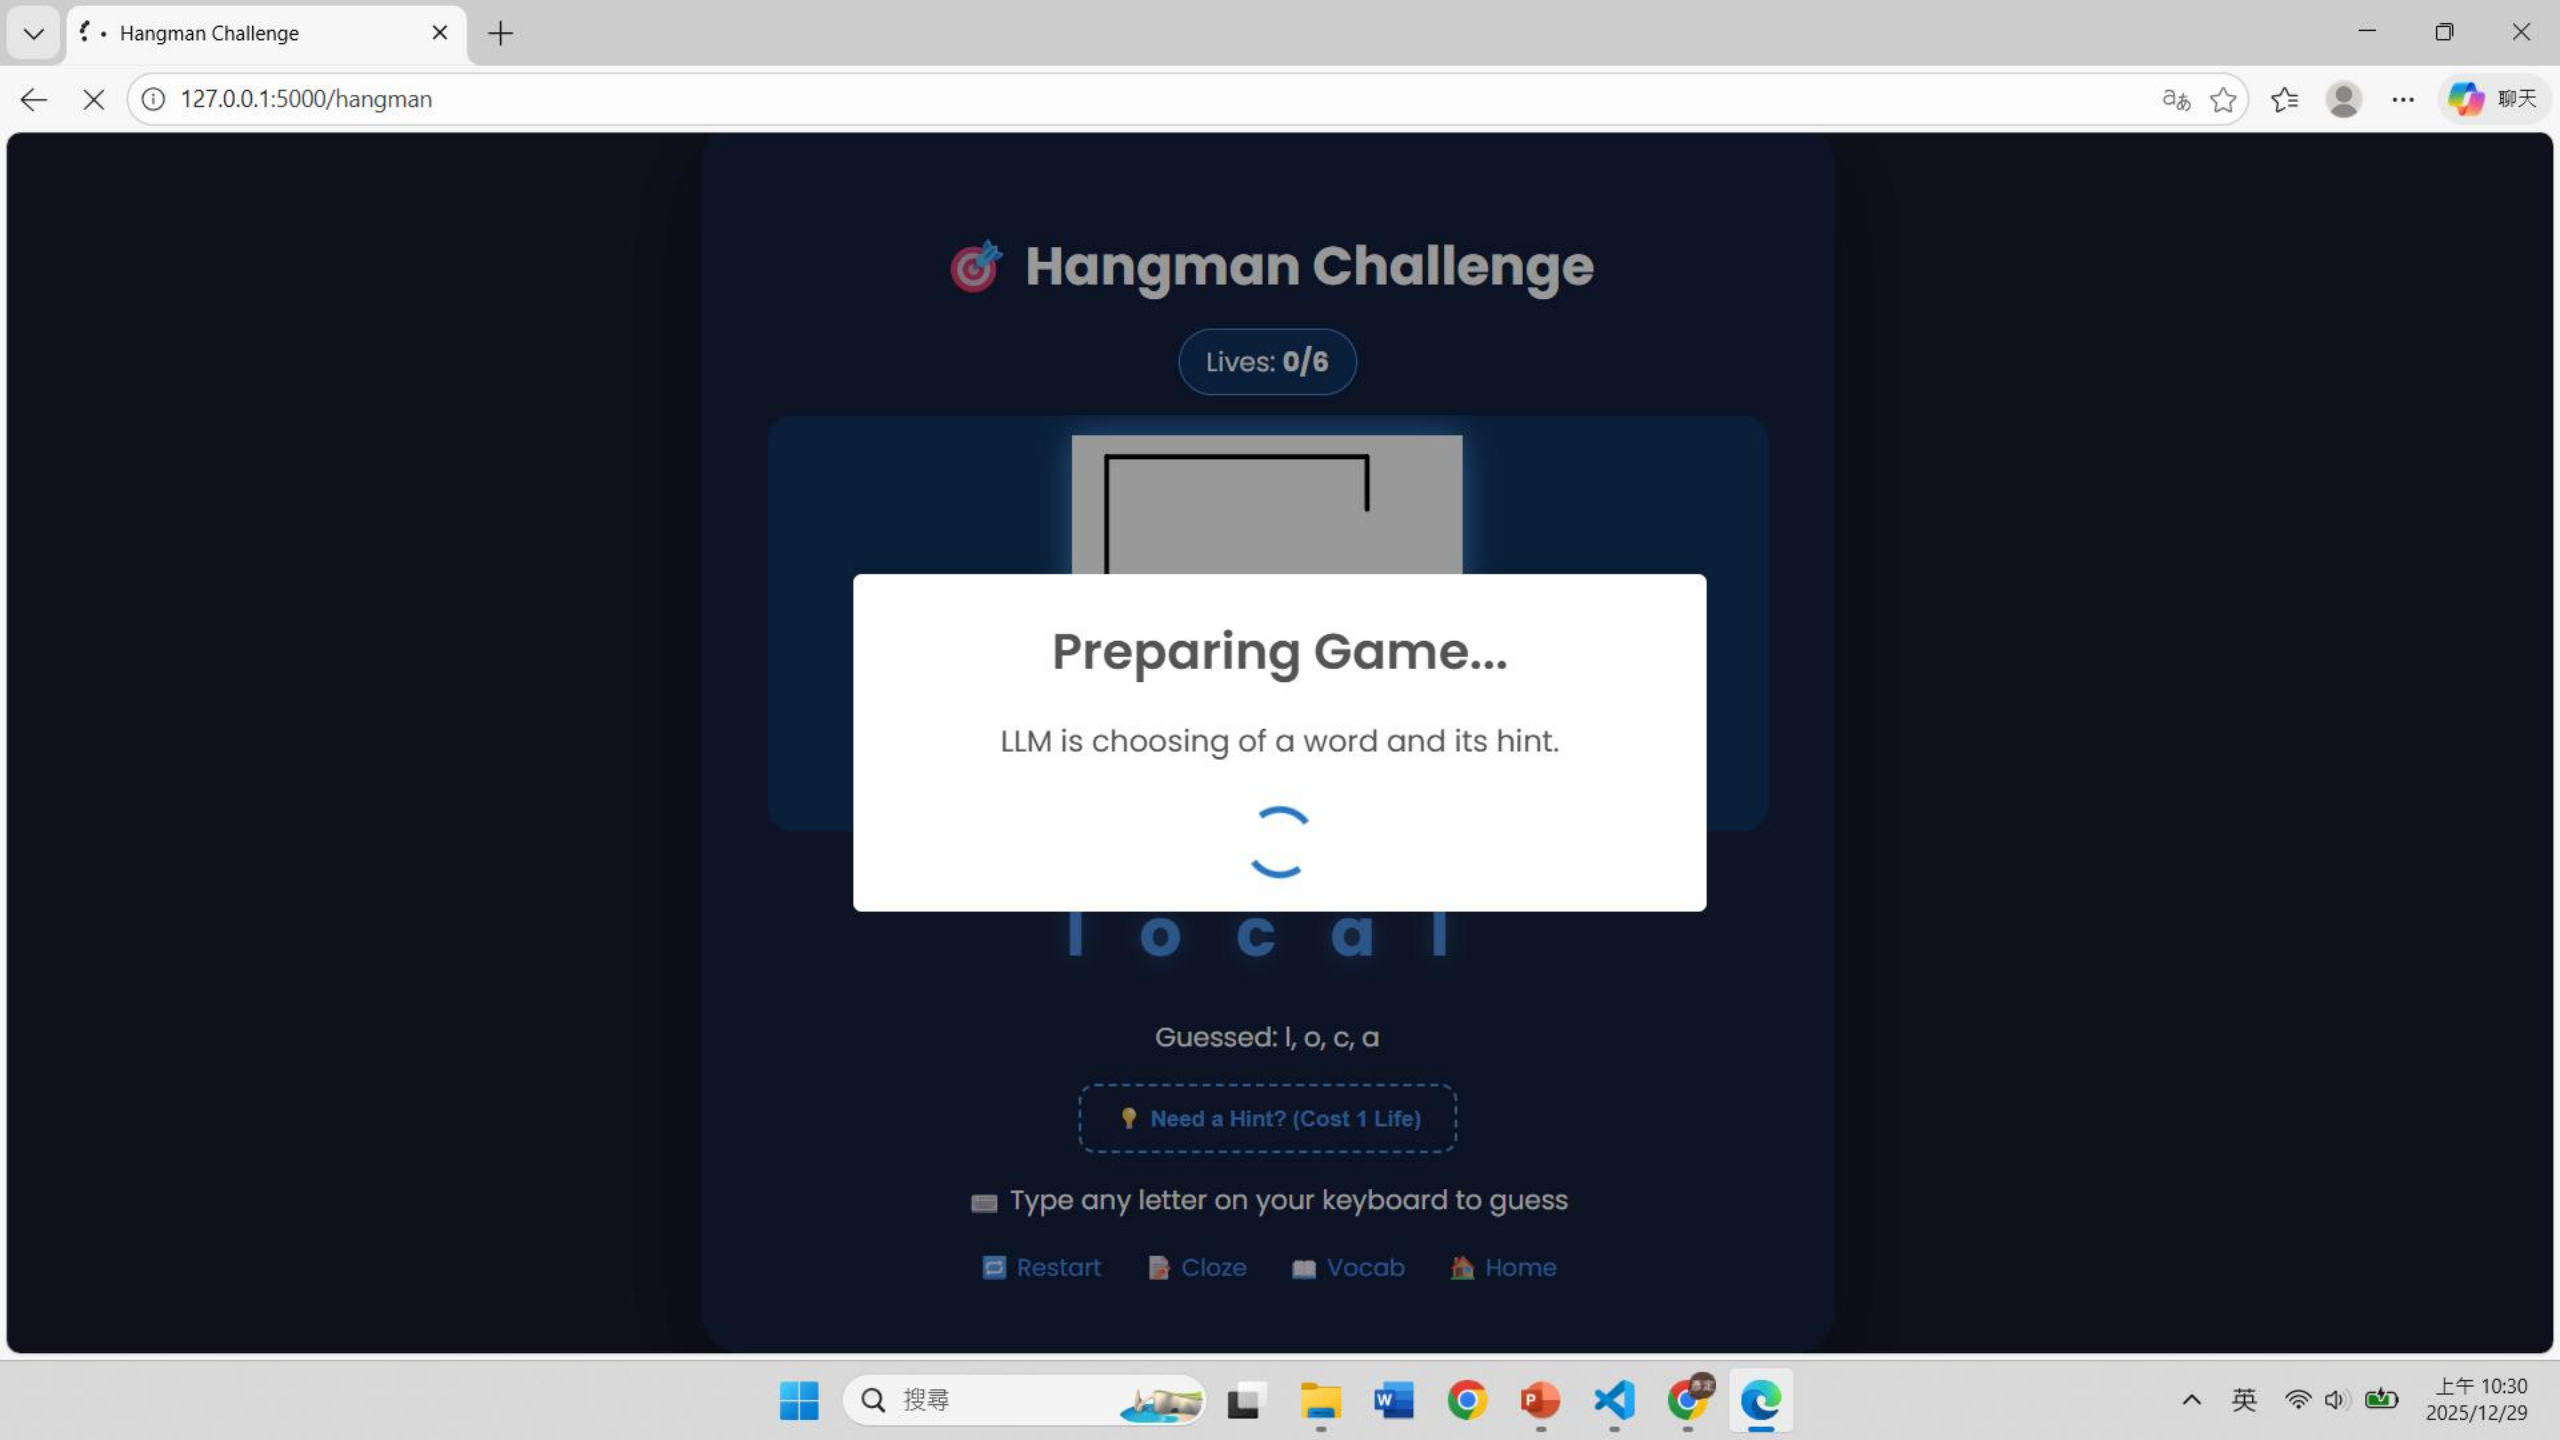 Hangman Challenge
127.0.0.1:5000/hangman
聊天
Hangman Challenge
Lives: 0/6
Preparing Game...
LLM is choosing of a word and its hint.
l o c a l
Guessed: l, o, c, a
Need a Hint? (Cost 1 Life)
Type any letter on your keyboard to guess
Restart Cloze Vocab Home
搜尋
英
上午 10:30
2025/12/29